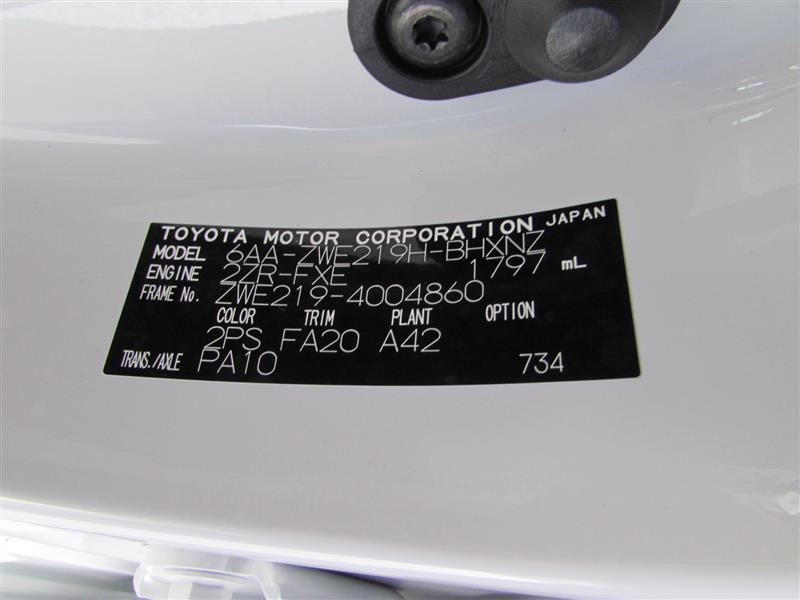 TOYOTA MOTOR CORPORATION JAPAN
MODEL 6AA-ZWE219H-BHXNZ
ENGINE 2ZR-FXE 1797 mL
FRAME No. ZWE219-4004860
COLOR TRIM PLANT OPTION
2PS FA20 A42
TRANS./AXLE PA10 734